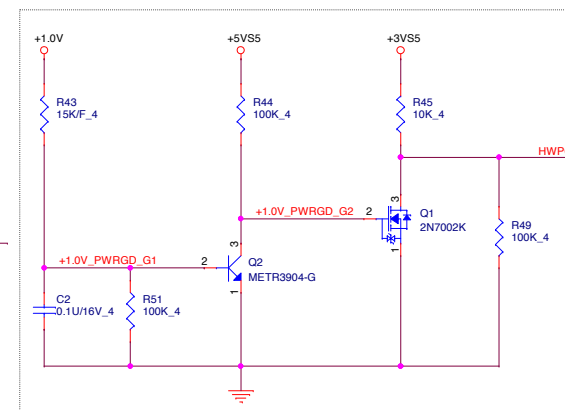 +1.0V
+5VS5
+3VS5
R43
15K/F_4
R44
100K_4
R45
10K_4
HWP
+1.0V_PWRGD_G2
2
3
1
Q1
2N7002K
R49
100K_4
+1.0V_PWRGD_G1
2
3
1
Q2
METR3904-G
C2
0.1U/16V_4
R51
100K_4